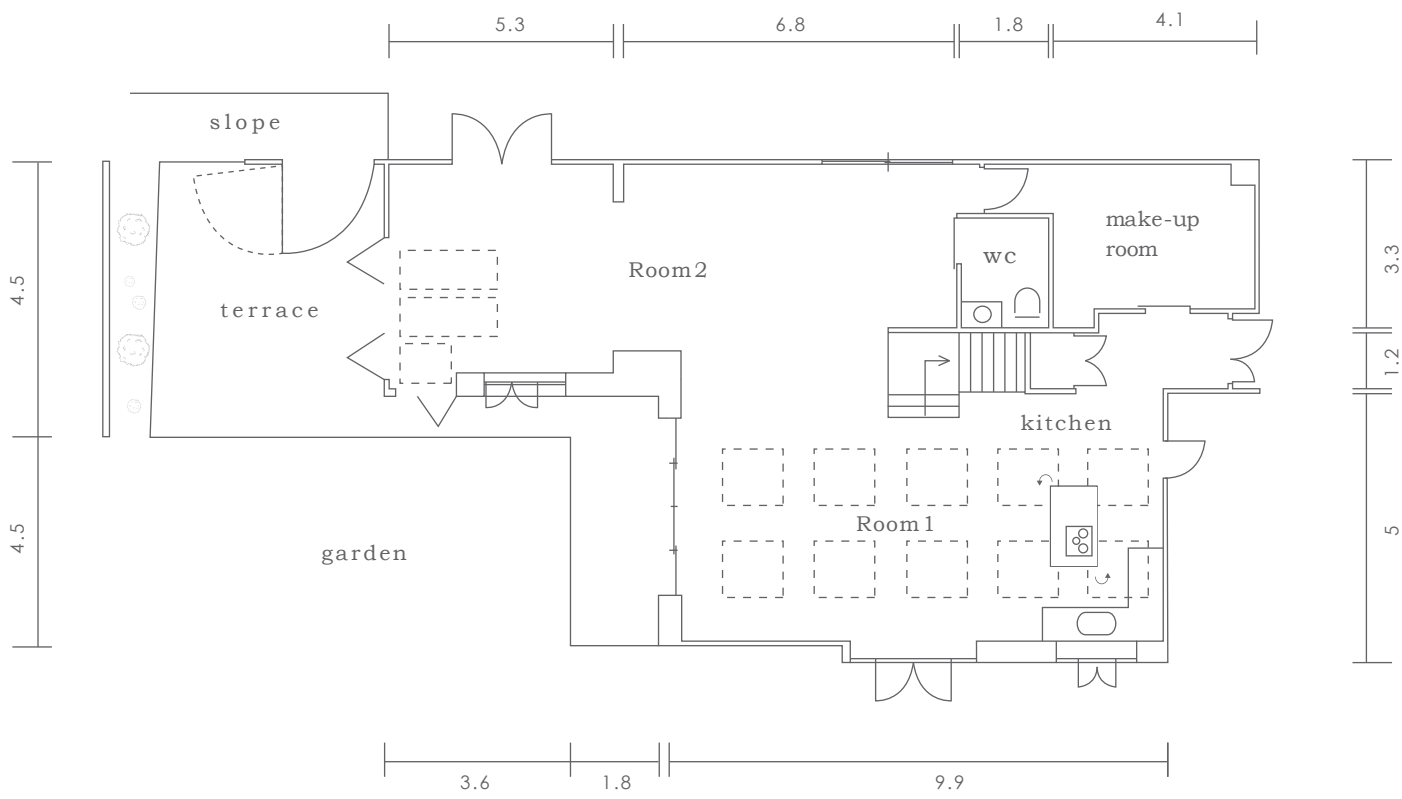 5.3
6.8
1.8
4.1
slope
make-up
room
wc
Room2
terrace
4.5
3.3
1.2
kitchen
Room1
garden
4.5
5
3.6
1.8
9.9